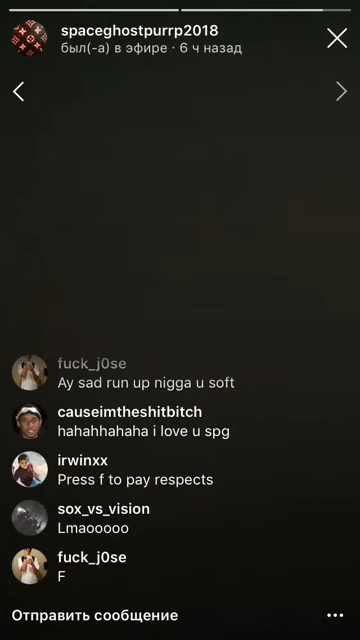 spaceghostpurrp2018
был(-а) в эфире · 6 ч назад
fuck_j0se
Ay sad run up nigga u soft
causeimtheshitbitch
hahahhahaha i love u spg
irwinxx
Press f to pay respects
sox_vs_vision
Lmaooooo
fuck_j0se
F
Отправить сообщение